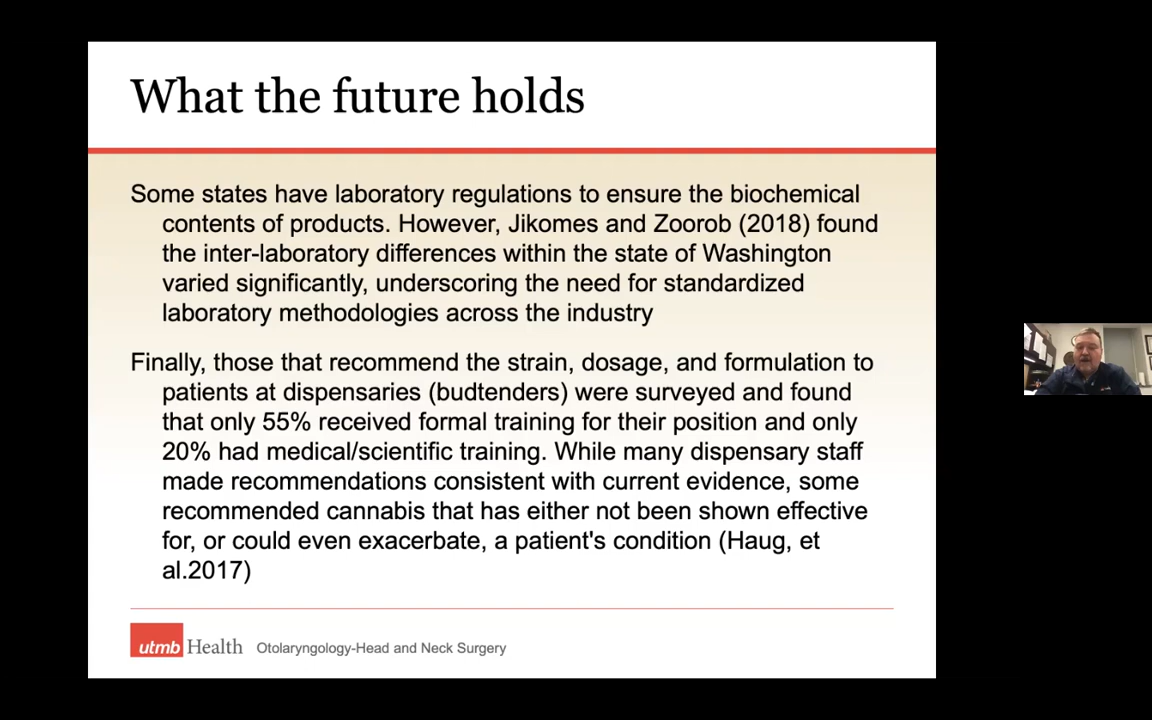 What the future holds
Some states have laboratory regulations to ensure the biochemical
contents of products. However, Jikomes and Zoorob (2018) found
the inter-laboratory differences within the state of Washington
varied significantly, underscoring the need for standardized
laboratory methodologies across the industry
Finally, those that recommend the strain, dosage, and formulation to
patients at dispensaries (budtenders) were surveyed and found
that only 55% received formal training for their position and only
20% had medical/scientific training. While many dispensary staff
made recommendations consistent with current evidence, some
recommended cannabis that has either not been shown effective
for, or could even exacerbate, a patient's condition (Haug, et
al.2017)
utmb Health Otolaryngology-Head and Neck Surgery